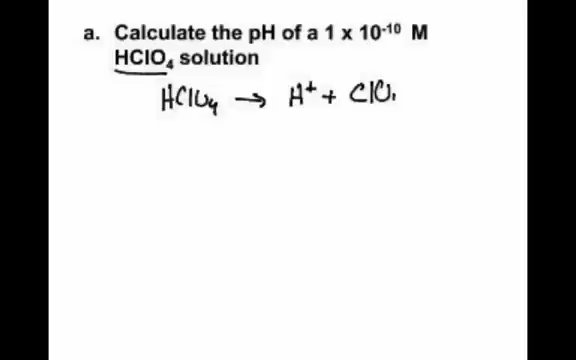 a. Calculate the pH of a 1 x 10⁻¹⁰ M
HClO₄ solution
HClO₄ → H⁺ + ClO